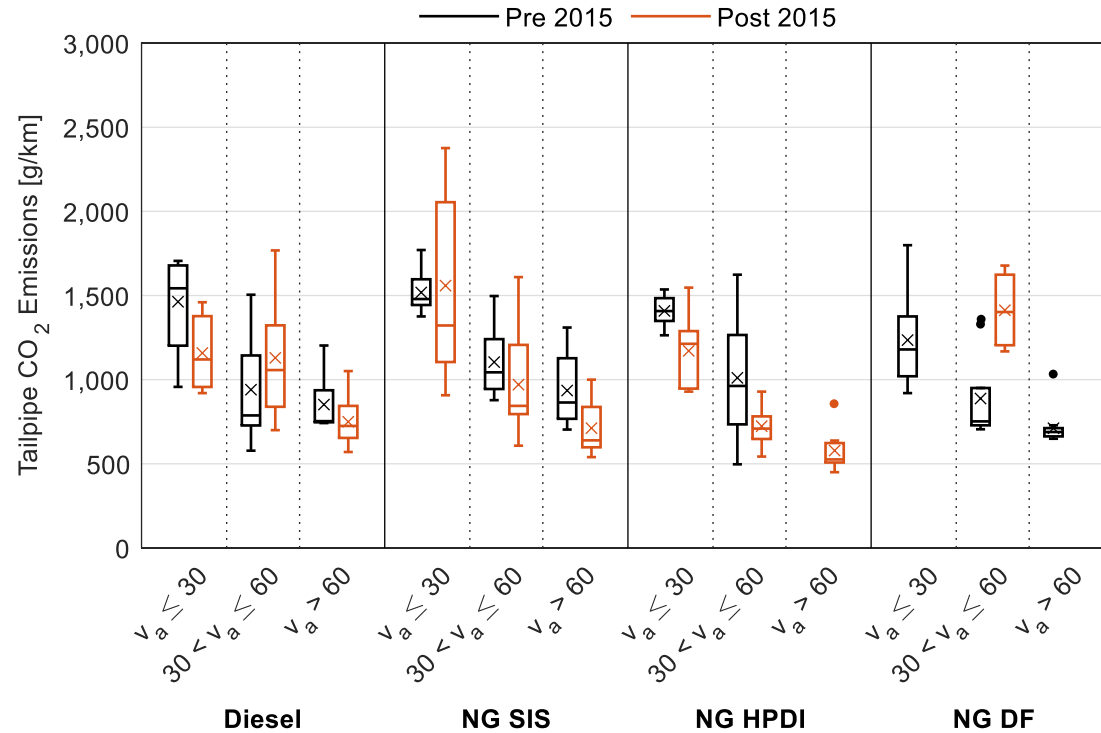 Pre 2015 Post 2015
Tailpipe CO2 Emissions [g/km]
3,000
2,500
2,000
1,500
1,000
500
0
va ≤ 30
30 < va ≤ 60
va > 60
va ≤ 30
30 < va ≤ 60
va > 60
va ≤ 30
30 < va ≤ 60
va > 60
va ≤ 30
30 < va ≤ 60
va > 60
Diesel NG SIS NG HPDI NG DF